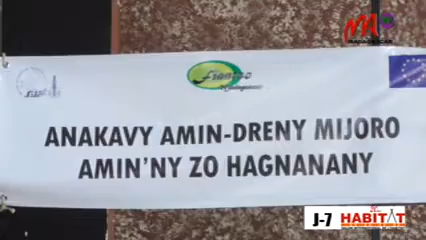 ANAKAVY AMIN-DRENY MIJORO
AMIN'NY ZO HAGNANANY
J-7 HABITAT